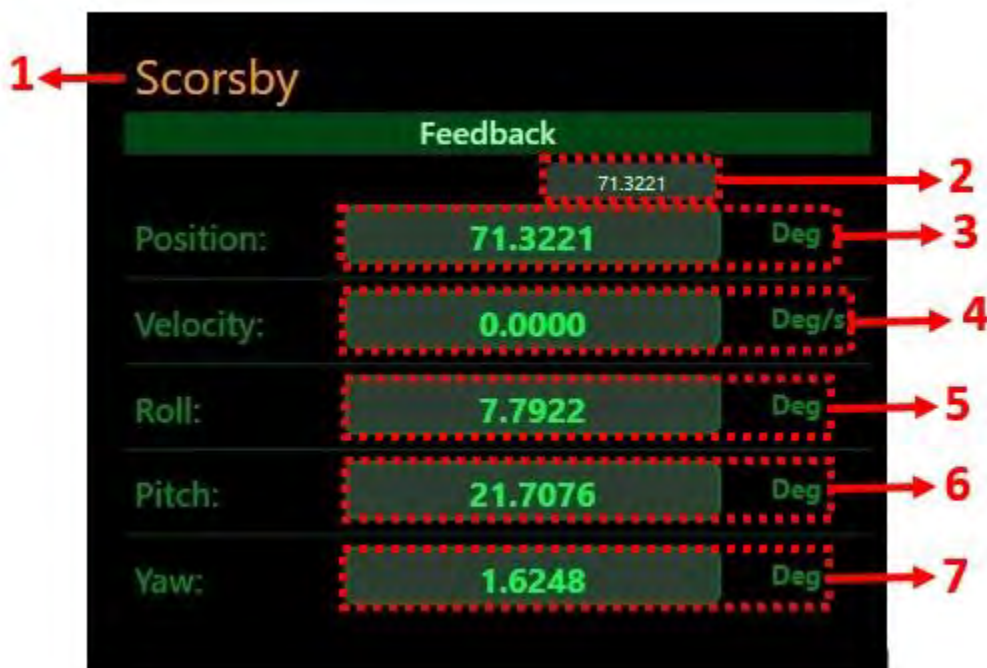 1 Scorsby
Feedback
71.3221 2
Position: 71.3221 Deg 3
Velocity: 0.0000 Deg/s 4
Roll: 7.7922 Deg 5
Pitch: 21.7076 Deg 6
Yaw: 1.6248 Deg 7